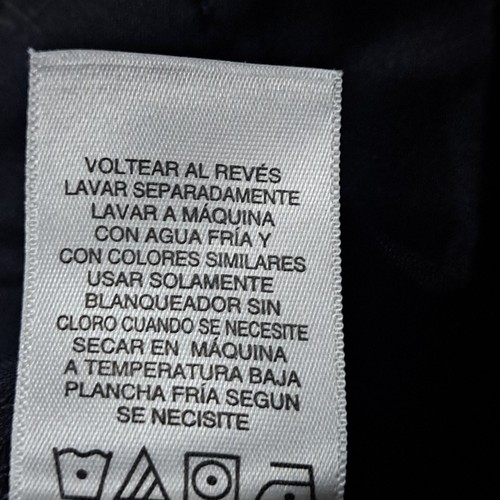 VOLTEAR AL REVÉS
LAVAR SEPARADAMENTE
LAVAR A MÁQUINA
CON AGUA FRÍA Y
CON COLORES SIMILARES
USAR SOLAMENTE
BLANQUEADOR SIN
CLORO CUANDO SE NECESITE
SECAR EN MÁQUINA
A TEMPERATURA BAJA
PLANCHA FRÍA SEGUN
SE NECISITE